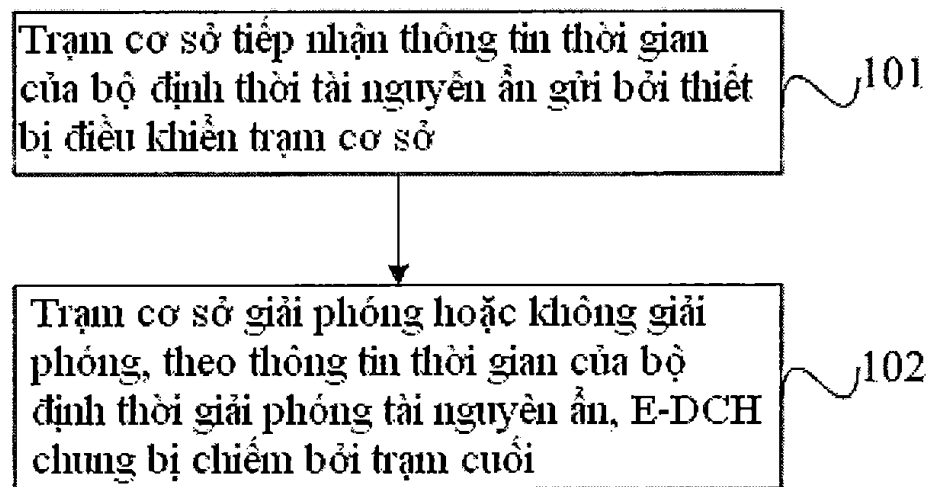 Trạm cơ sở tiếp nhận thông tin thời gian
của bộ định thời tài nguyên ẩn gửi bởi thiết
bị điều khiển trạm cơ sở
101
Trạm cơ sở giải phóng hoặc không giải
phóng, theo thông tin thời gian của bộ
định thời giải phóng tài nguyên ẩn, E-DCH
chung bị chiếm bởi trạm cuối
102